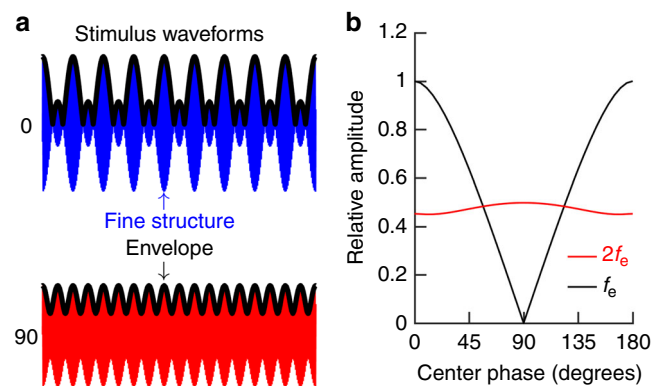 a
Stimulus waveforms
0
Fine structure
Envelope
90
b
Relative amplitude
1.2
1
0.8
0.6
0.4
0.2
0
2fe
fe
0 45 90 135 180
Center phase (degrees)